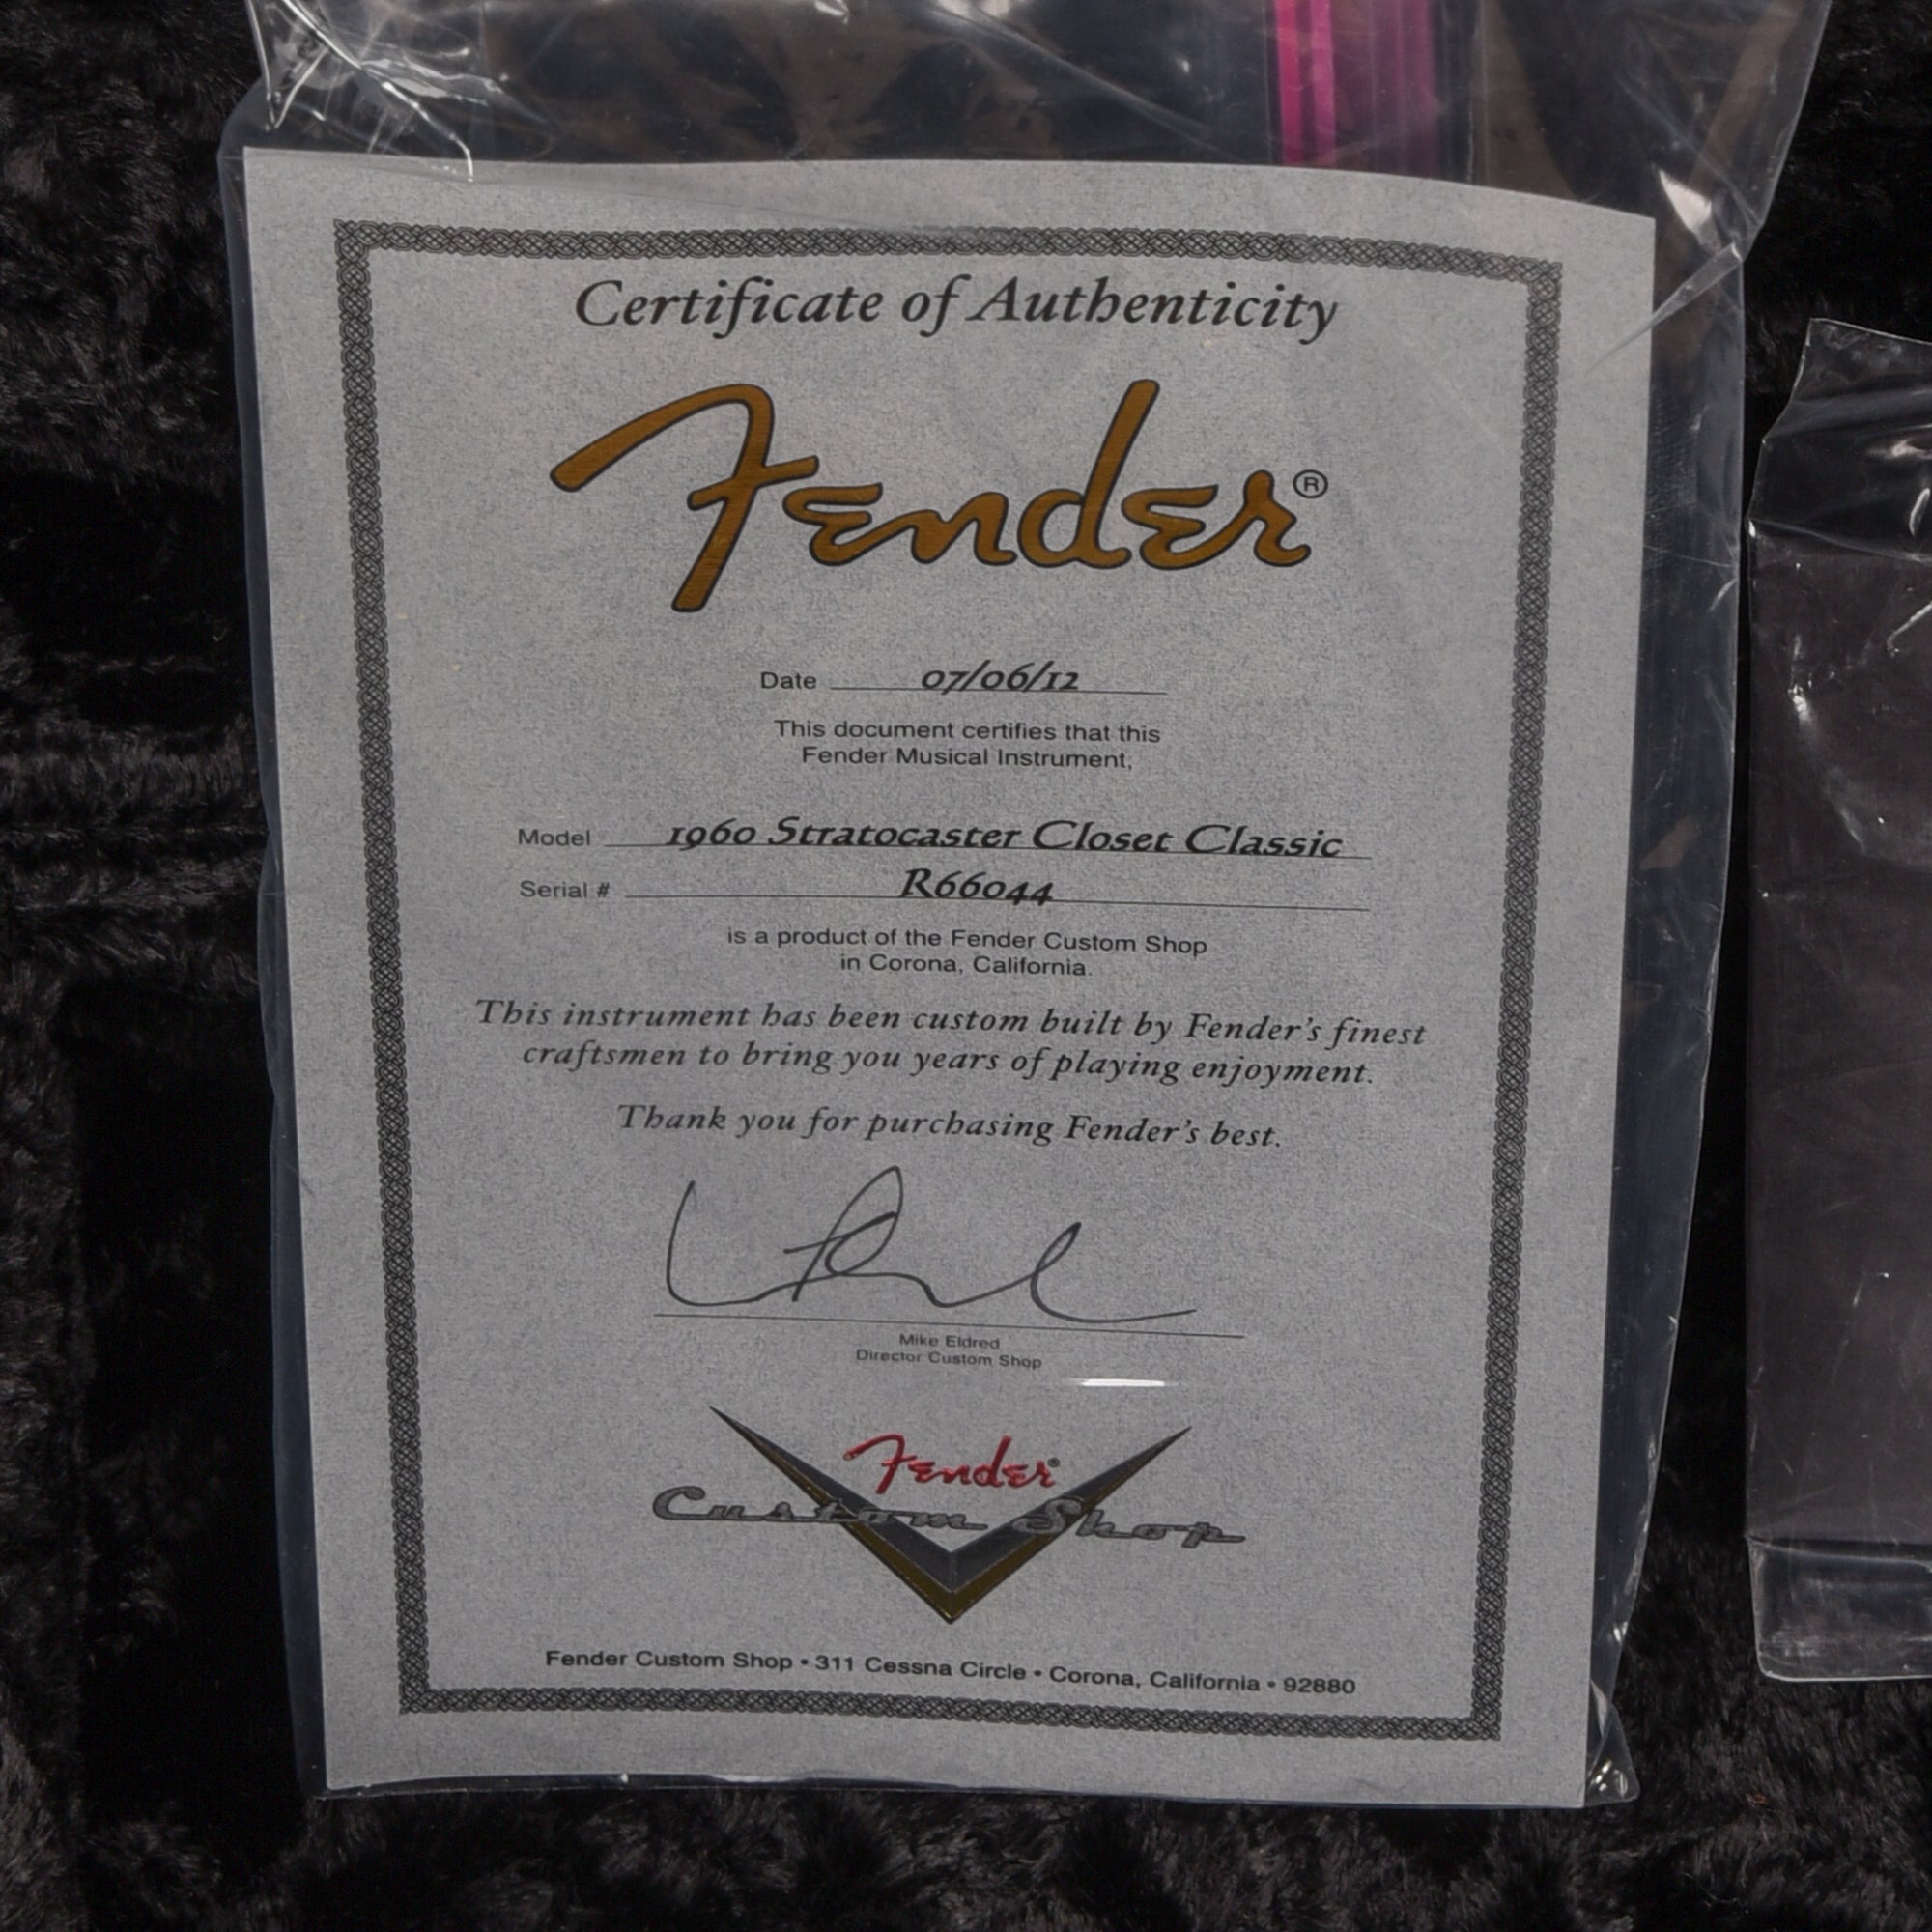 Certificate of Authenticity
Fender®
Date 07/06/12
This document certifies that this
Fender Musical Instrument,
Model 1960 Stratocaster Closet Classic
Serial # R66044
is a product of the Fender Custom Shop
in Corona, California.
This instrument has been custom built by Fender's finest
craftsmen to bring you years of playing enjoyment.
Thank you for purchasing Fender's best.
Mike Eldred
Director Custom Shop
Fender®
Custom Shop
Fender Custom Shop • 311 Cessna Circle • Corona, California • 92880